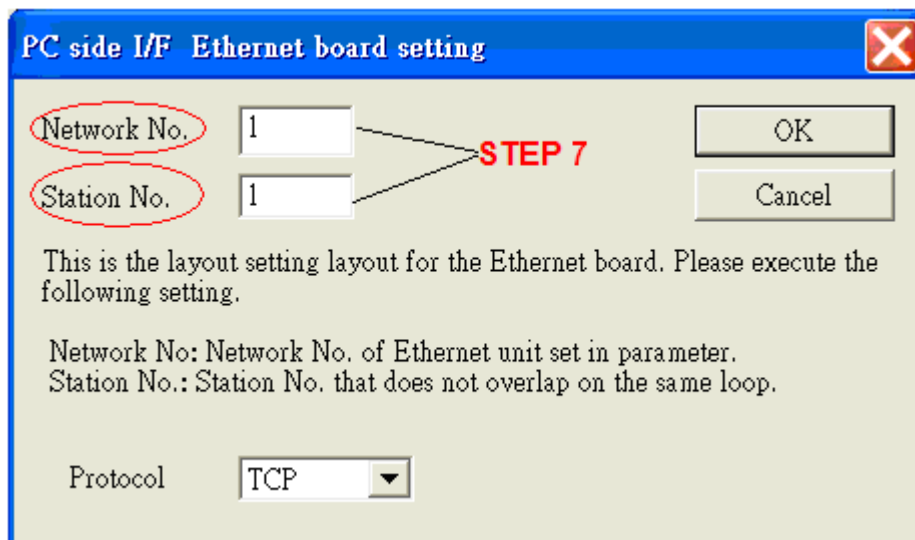 PC side I/F Ethernet board setting
Network No. 1
OK
STEP 7
Station No. 1
Cancel
This is the layout setting layout for the Ethernet board. Please execute the
following setting.
Network No: Network No. of Ethernet unit set in parameter.
Station No.: Station No. that does not overlap on the same loop.
Protocol TCP